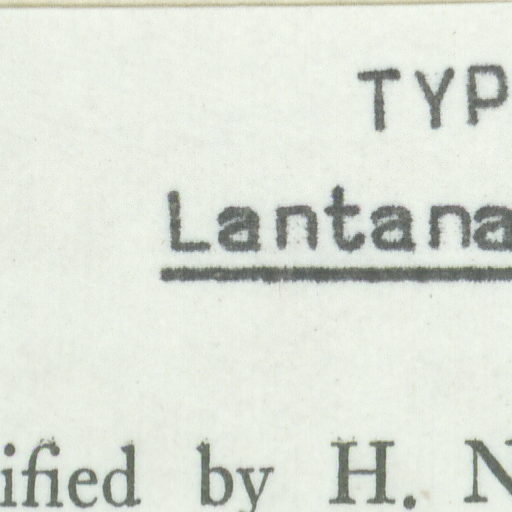 TYP
Lantana
ified by H. N